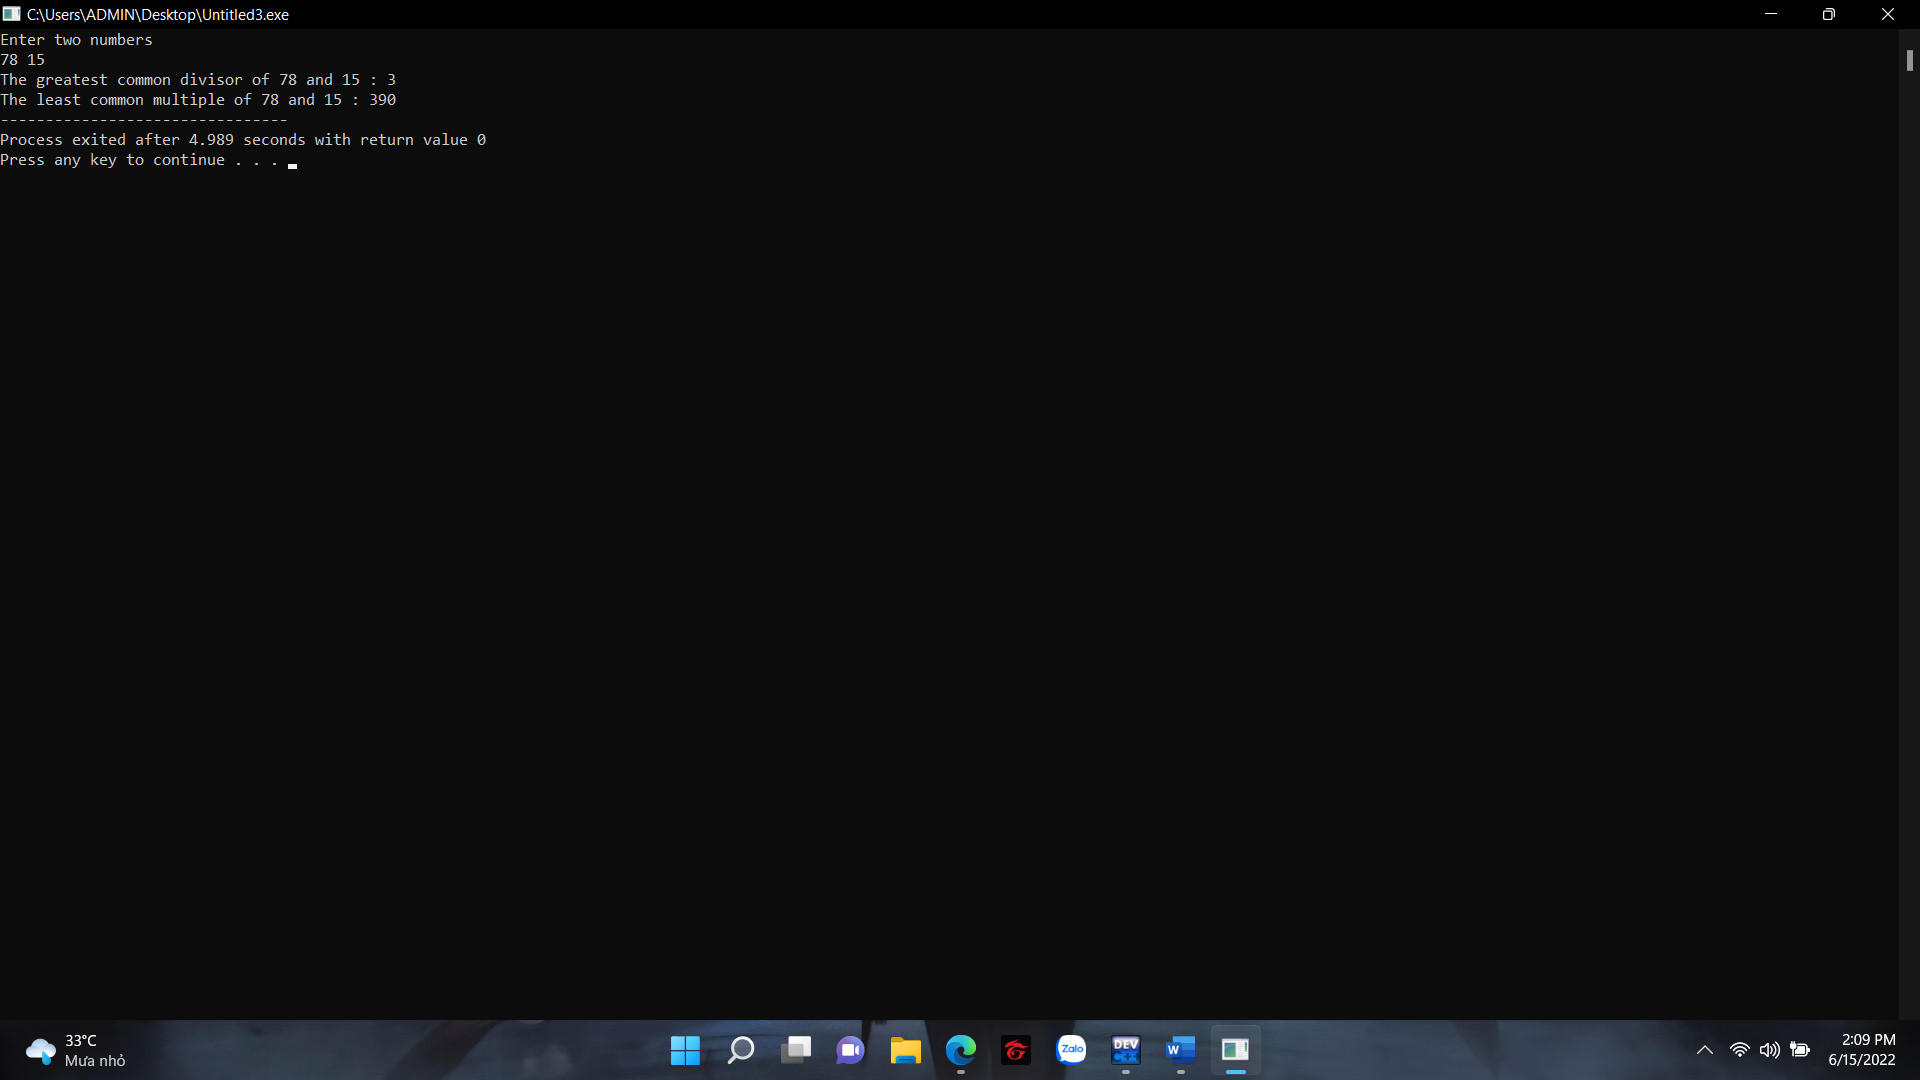 C:\Users\ADMIN\Desktop\Untitled3.exe
Enter two numbers
78 15
The greatest common divisor of 78 and 15 : 3
The least common multiple of 78 and 15 : 390
--------------------------------
Process exited after 4.989 seconds with return value 0
Press any key to continue . . .
33°C
Mưa nhỏ
Zalo
DEV
C++
W
2:09 PM
6/15/2022